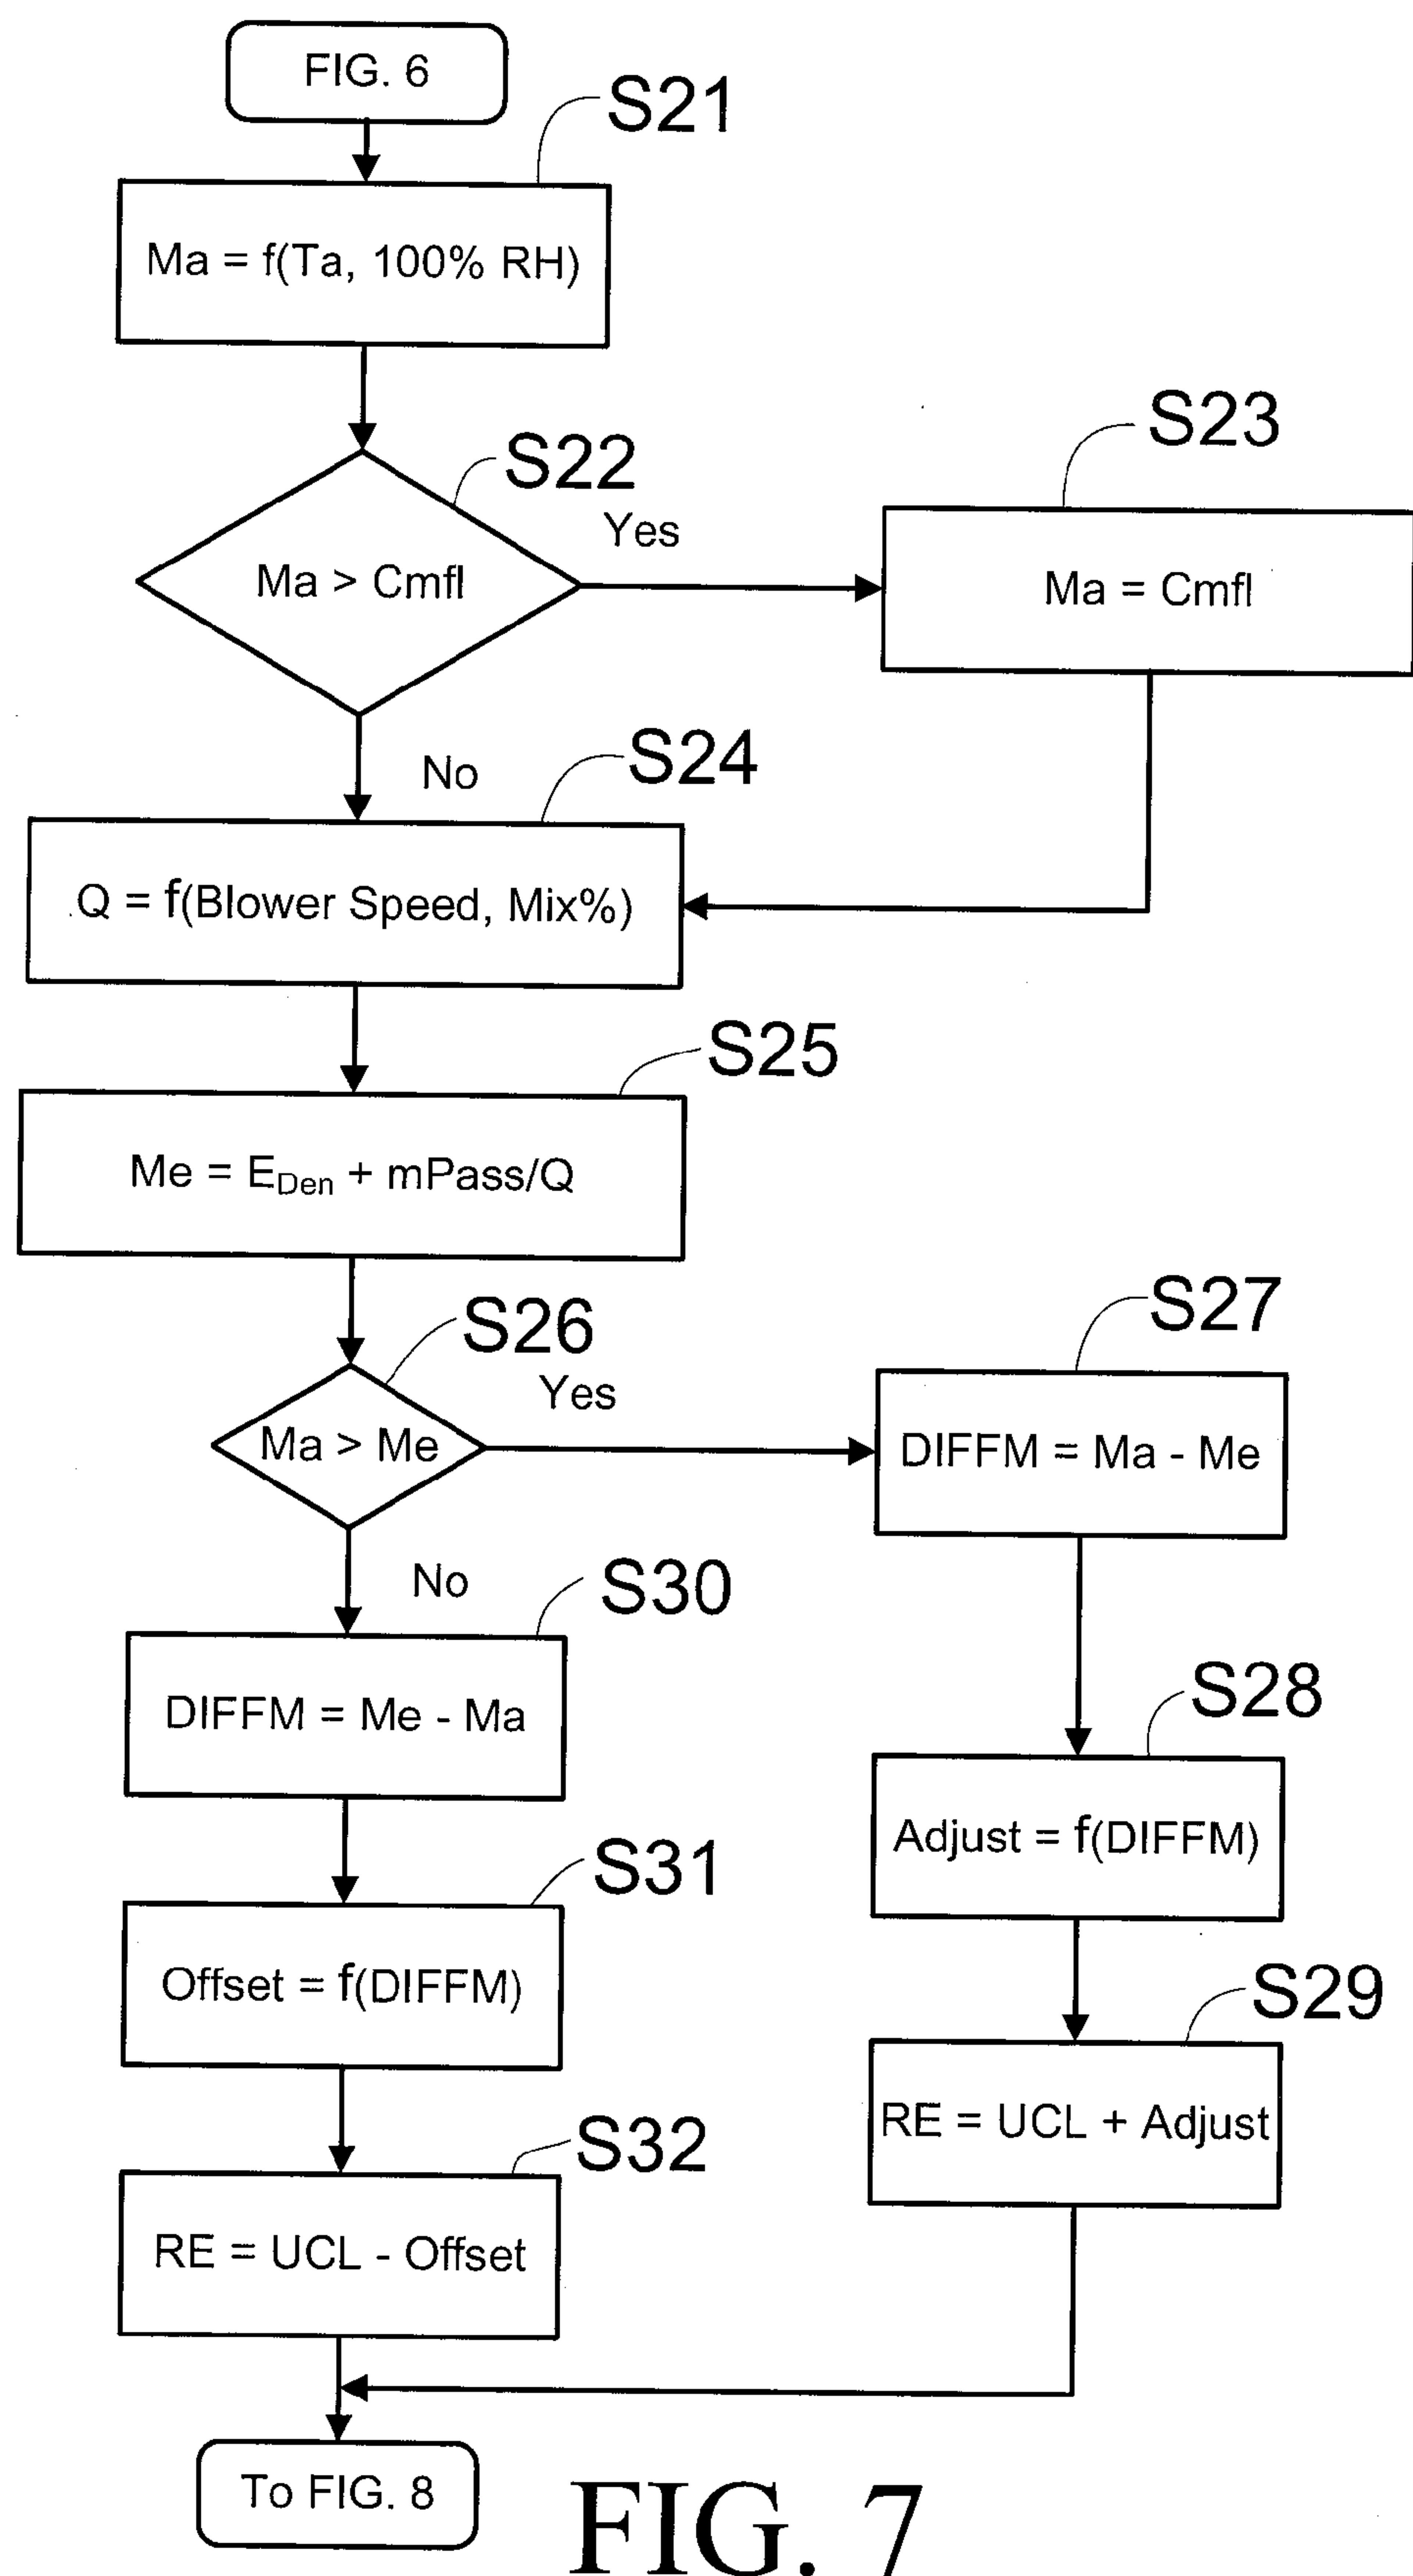 FIG. 6
S21
Ma = f(Ta, 100% RH)
S22
Ma > Cmfl
Yes
S23
Ma = Cmfl
No
S24
Q = f(Blower Speed, Mix%)
S25
Me = EDen + mPass/Q
S26
Ma > Me
Yes
S27
DIFFM = Ma - Me
No
S30
DIFFM = Me - Ma
S28
Adjust = f(DIFFM)
S31
Offset = f(DIFFM)
S29
RE = UCL + Adjust
S32
RE = UCL - Offset
To FIG. 8
FIG. 7